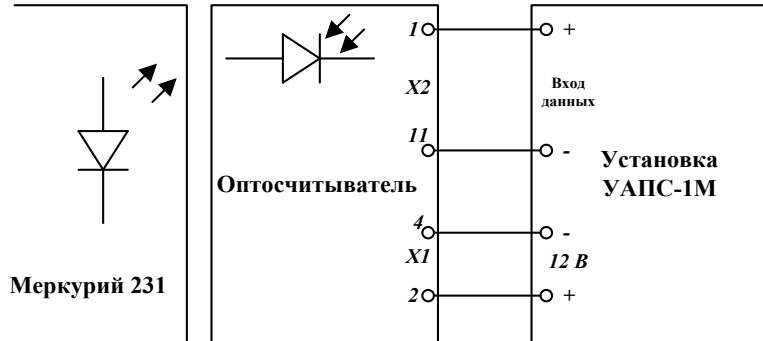 1 +
X2 Вход
данных
11 -
Оптосчитыватель
Установка
УАПС-1М
4 -
X1 12 В
2 +
Меркурий 231